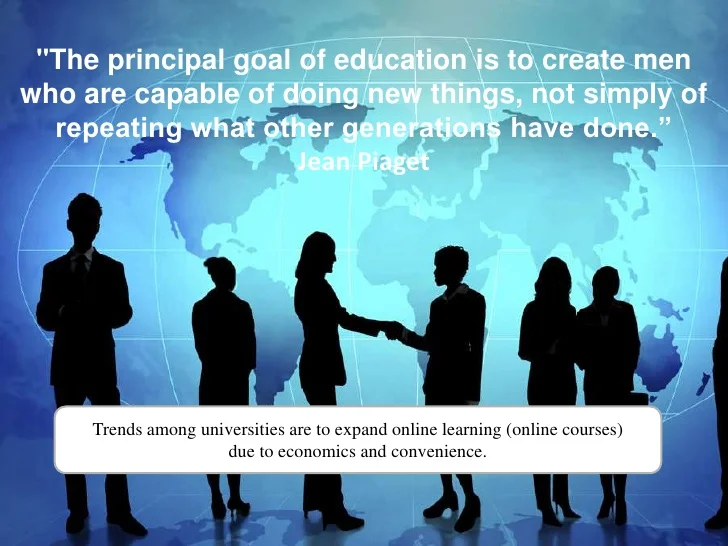 "The principal goal of education is to create men
who are capable of doing new things, not simply of
repeating what other generations have done.”
Jean Piaget
Trends among universities are to expand online learning (online courses)
due to economics and convenience.